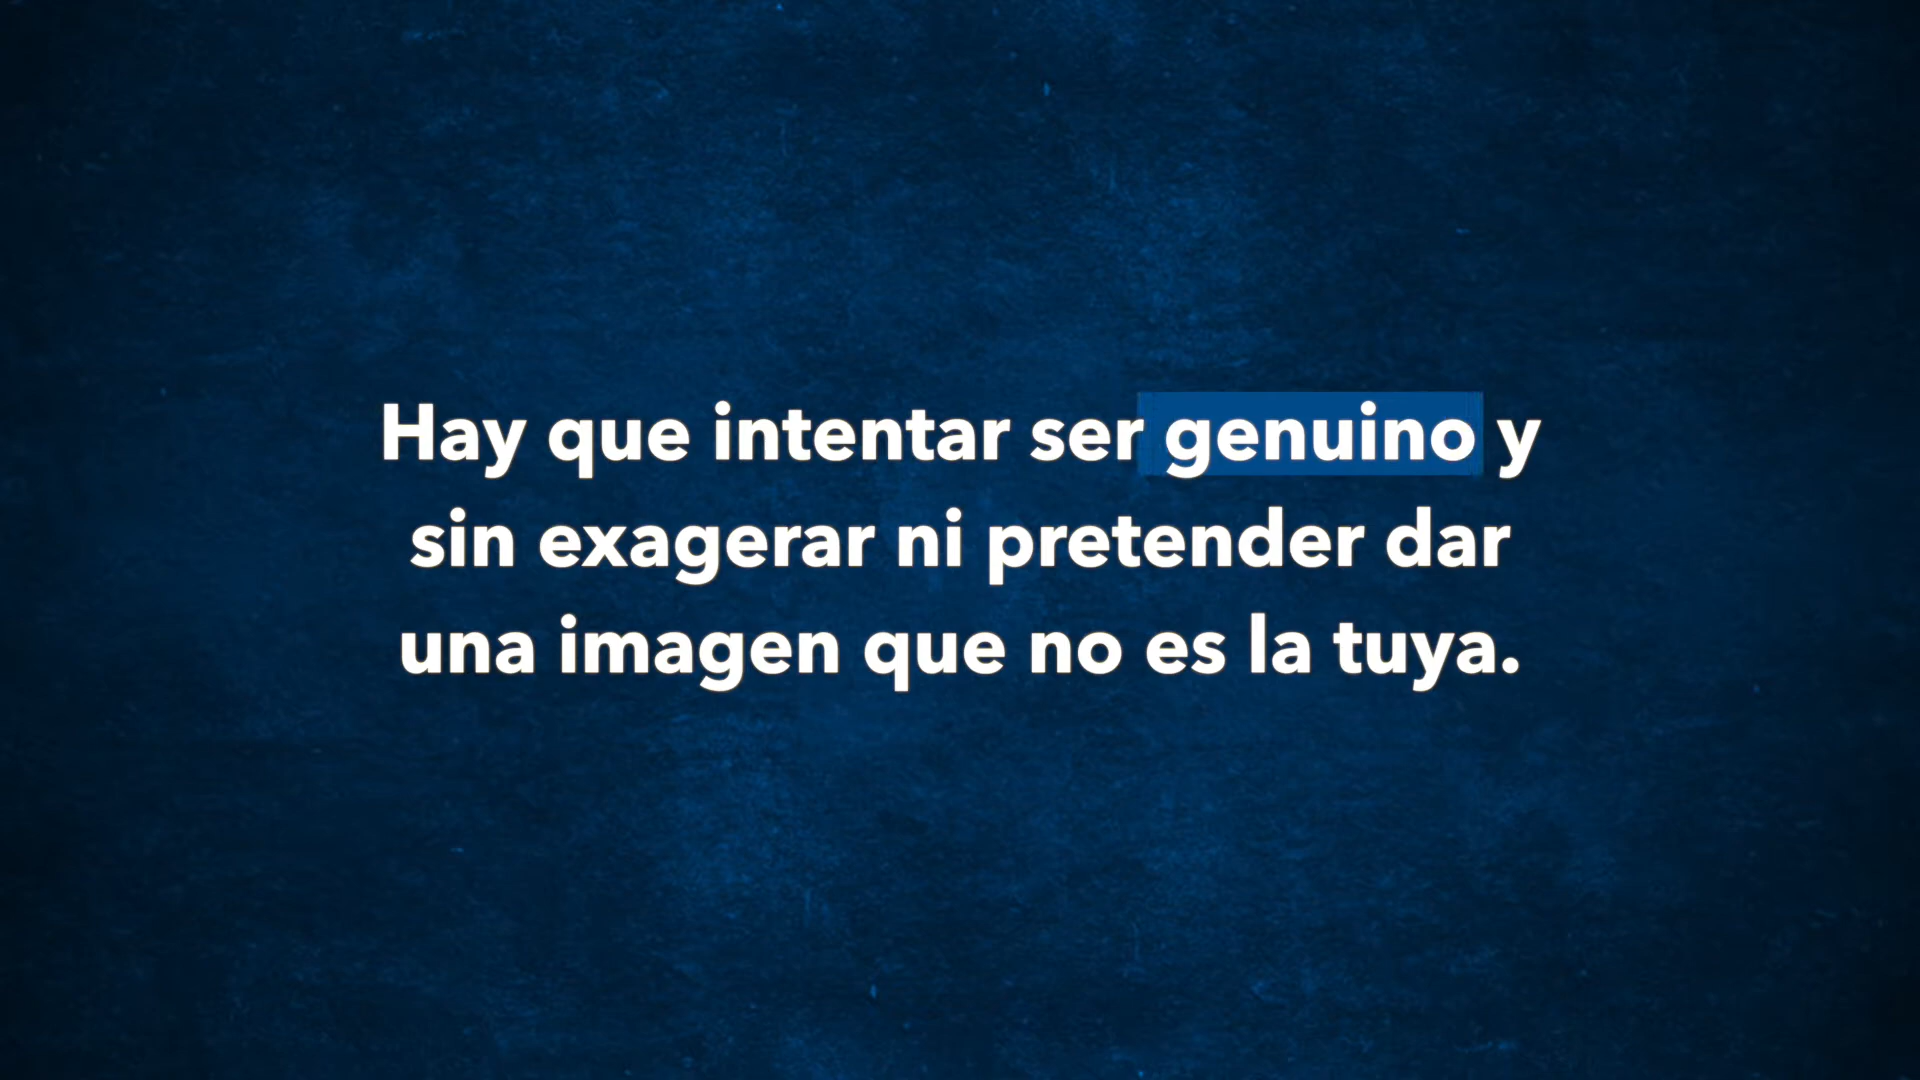 Hay que intentar ser genuino y
sin exagerar ni pretender dar
una imagen que no es la tuya.